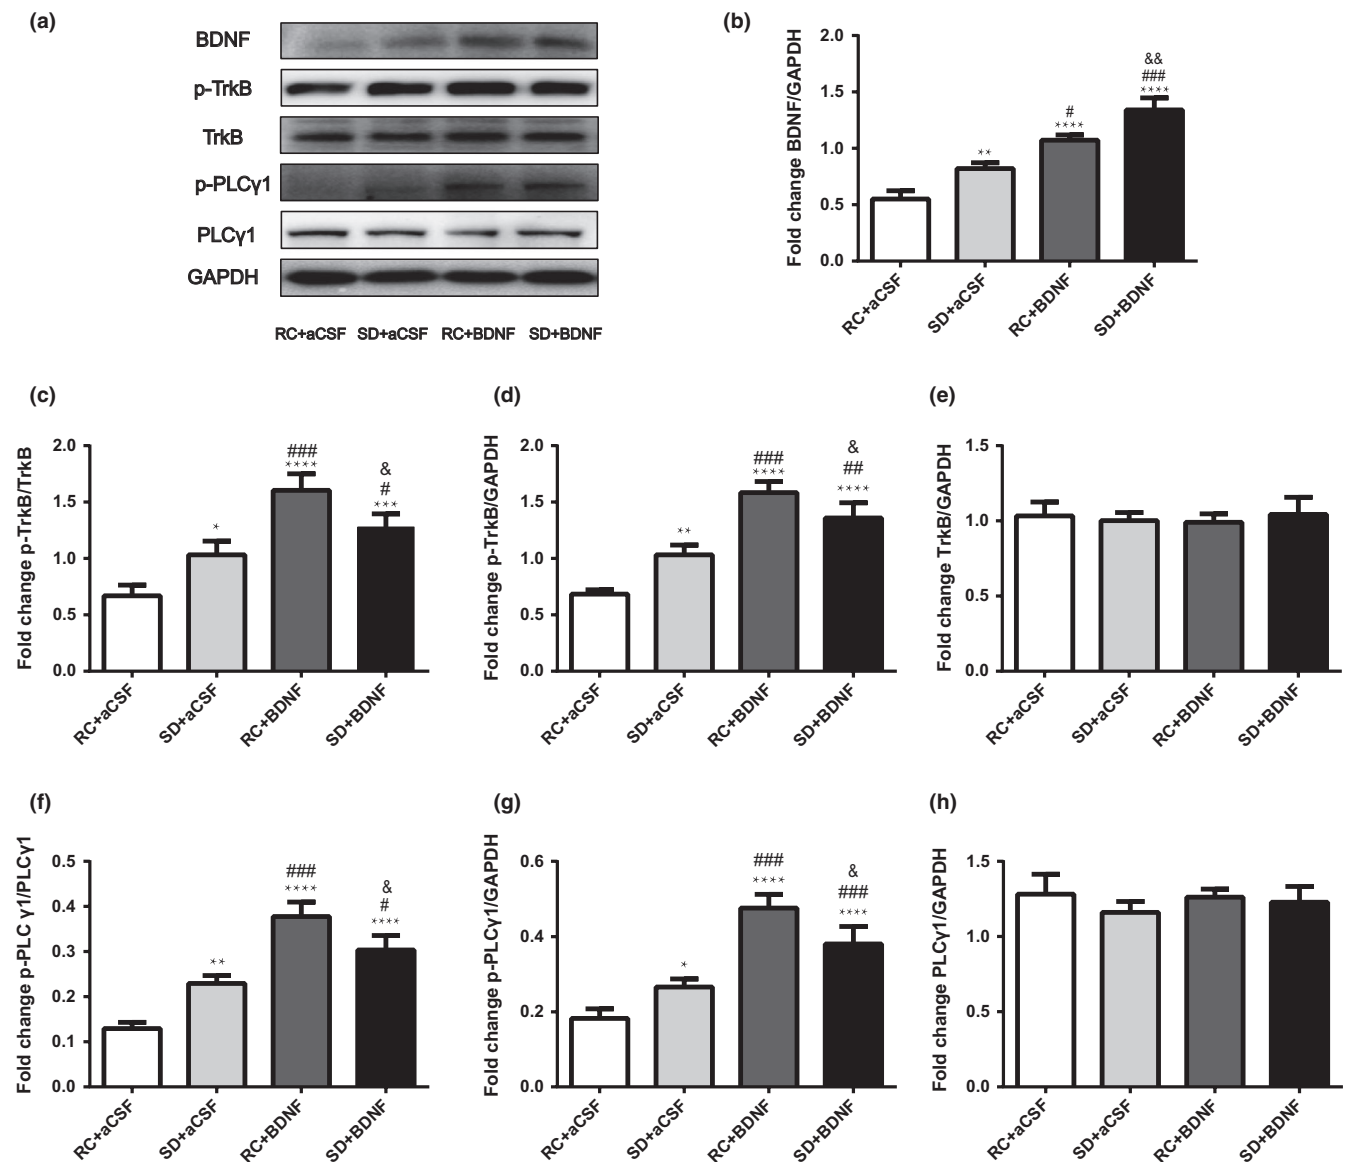 (a)
BDNF
p-TrkB
TrkB
p-PLCγ1
PLCγ1
GAPDH
RC+aCSF SD+aCSF RC+BDNF SD+BDNF
(b)
Fold change BDNF/GAPDH
2.0
1.5
1.0
0.5
0.0
**
#
****
&&
###
****
RC+aCSF
SD+aCSF
RC+BDNF
SD+BDNF
(c)
Fold change p-TrkB/TrkB
2.0
1.5
1.0
0.5
0.0
*
###
****
&
#
***
RC+aCSF
SD+aCSF
RC+BDNF
SD+BDNF
(d)
Fold change p-TrkB/GAPDH
2.0
1.5
1.0
0.5
0.0
**
###
****
&
##
****
RC+aCSF
SD+aCSF
RC+BDNF
SD+BDNF
(e)
Fold change TrkB/GAPDH
1.5
1.0
0.5
0.0
RC+aCSF
SD+aCSF
RC+BDNF
SD+BDNF
(f)
Fold change p-PLC γ1/PLCγ1
0.5
0.4
0.3
0.2
0.1
0.0
**
###
****
&
#
****
RC+aCSF
SD+aCSF
RC+BDNF
SD+BDNF
(g)
Fold change p-PLCγ1/GAPDH
0.6
0.4
0.2
0.0
*
###
****
&
###
****
RC+aCSF
SD+aCSF
RC+BDNF
SD+BDNF
(h)
Fold change PLCγ1/GAPDH
1.5
1.0
0.5
0.0
RC+aCSF
SD+aCSF
RC+BDNF
SD+BDNF